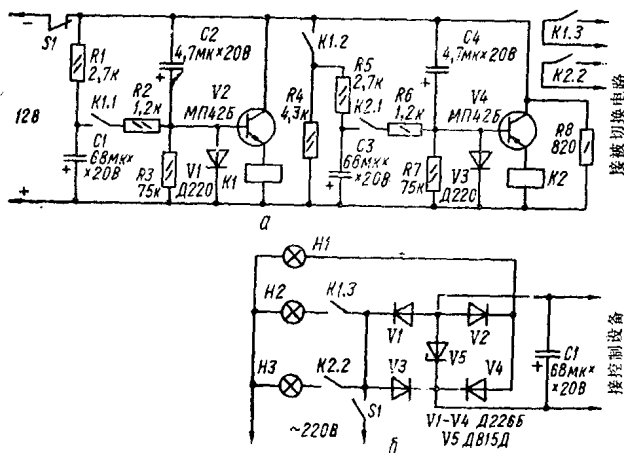 −
S1
R1
2,7к
C2
4,7мк×20В
K1.2
C4
4,7мк×20В
K1.3
K2.2
12В
K1.1
R2
1,2к
V2
МП42Б
R4
4,3к
R5
2,7к
K2.1
R6
1,2к
V4
МП42Б
R8
820
C1
68мк×
×20В
R3
75к
V1
Д220
K1
C3
66мк×
×20В
R7
75к
V3
Д220
K2
+
接被切换电路
а
H1
H2
K1.3
H3
K2.2
S1
V1
V2
V5
V3
V4
C1
68мк×
×20В
接控制设备
~220В
б
V1-V4 Д226Б
V5 Д815Д